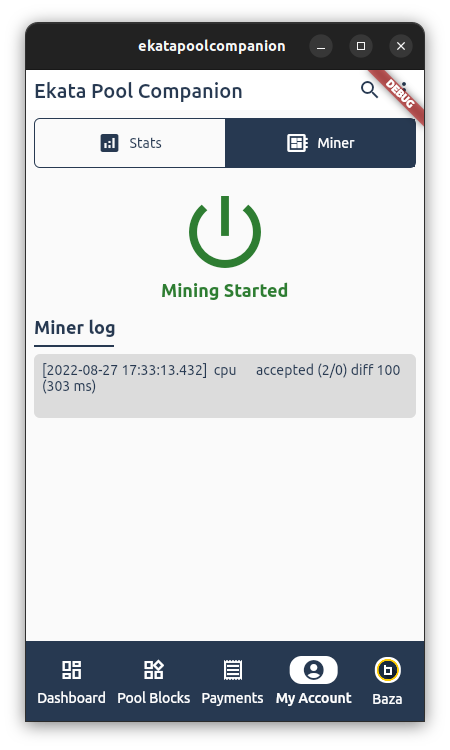 ekatapoolcompanion
Ekata Pool Companion
DEBUG
Stats
Miner
Mining Started
Miner log
[2022-08-27 17:33:13.432] cpu accepted (2/0) diff 100
(303 ms)
Dashboard
Pool Blocks
Payments
My Account
Baza